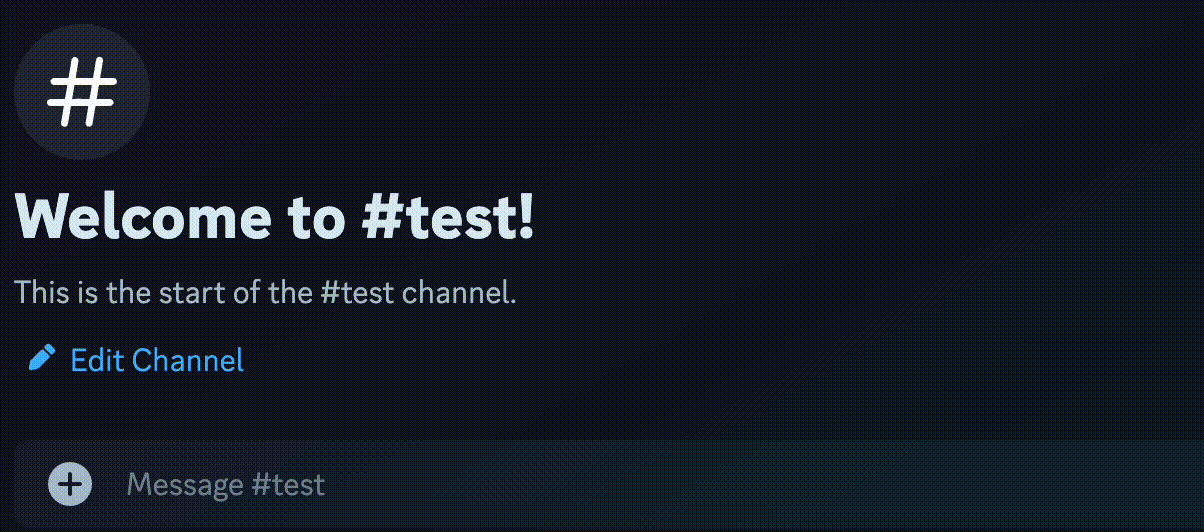 #
Welcome to #test!
This is the start of the #test channel.
Edit Channel
Message #test